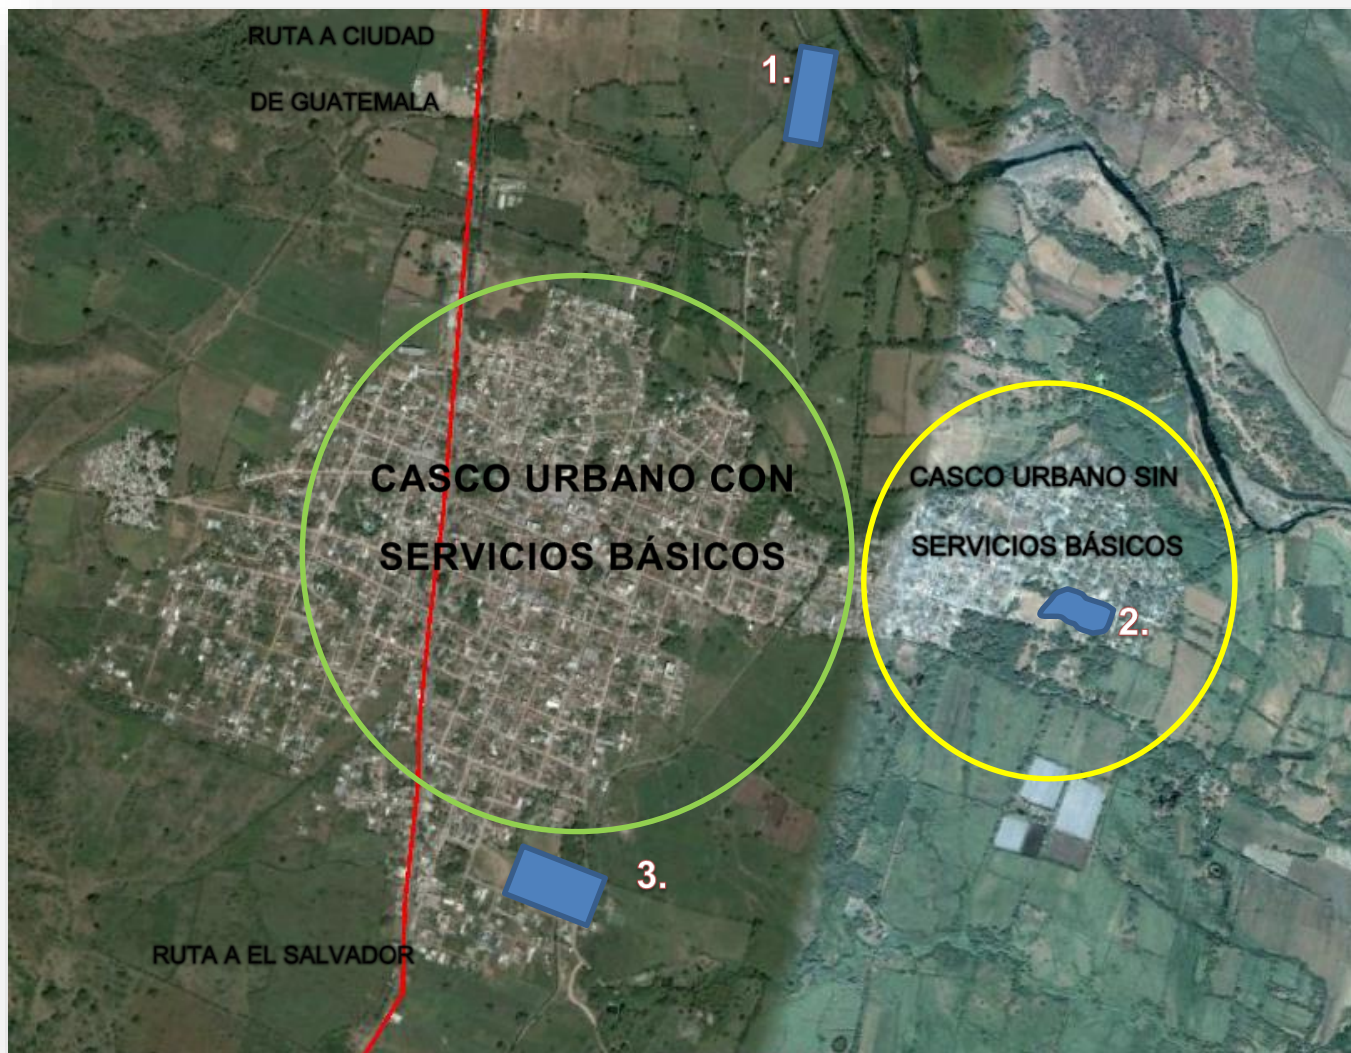 RUTA A CIUDAD
DE GUATEMALA
1.
CASCO URBANO CON
SERVICIOS BÁSICOS
CASCO URBANO SIN
SERVICIOS BÁSICOS
2.
3.
RUTA A EL SALVADOR